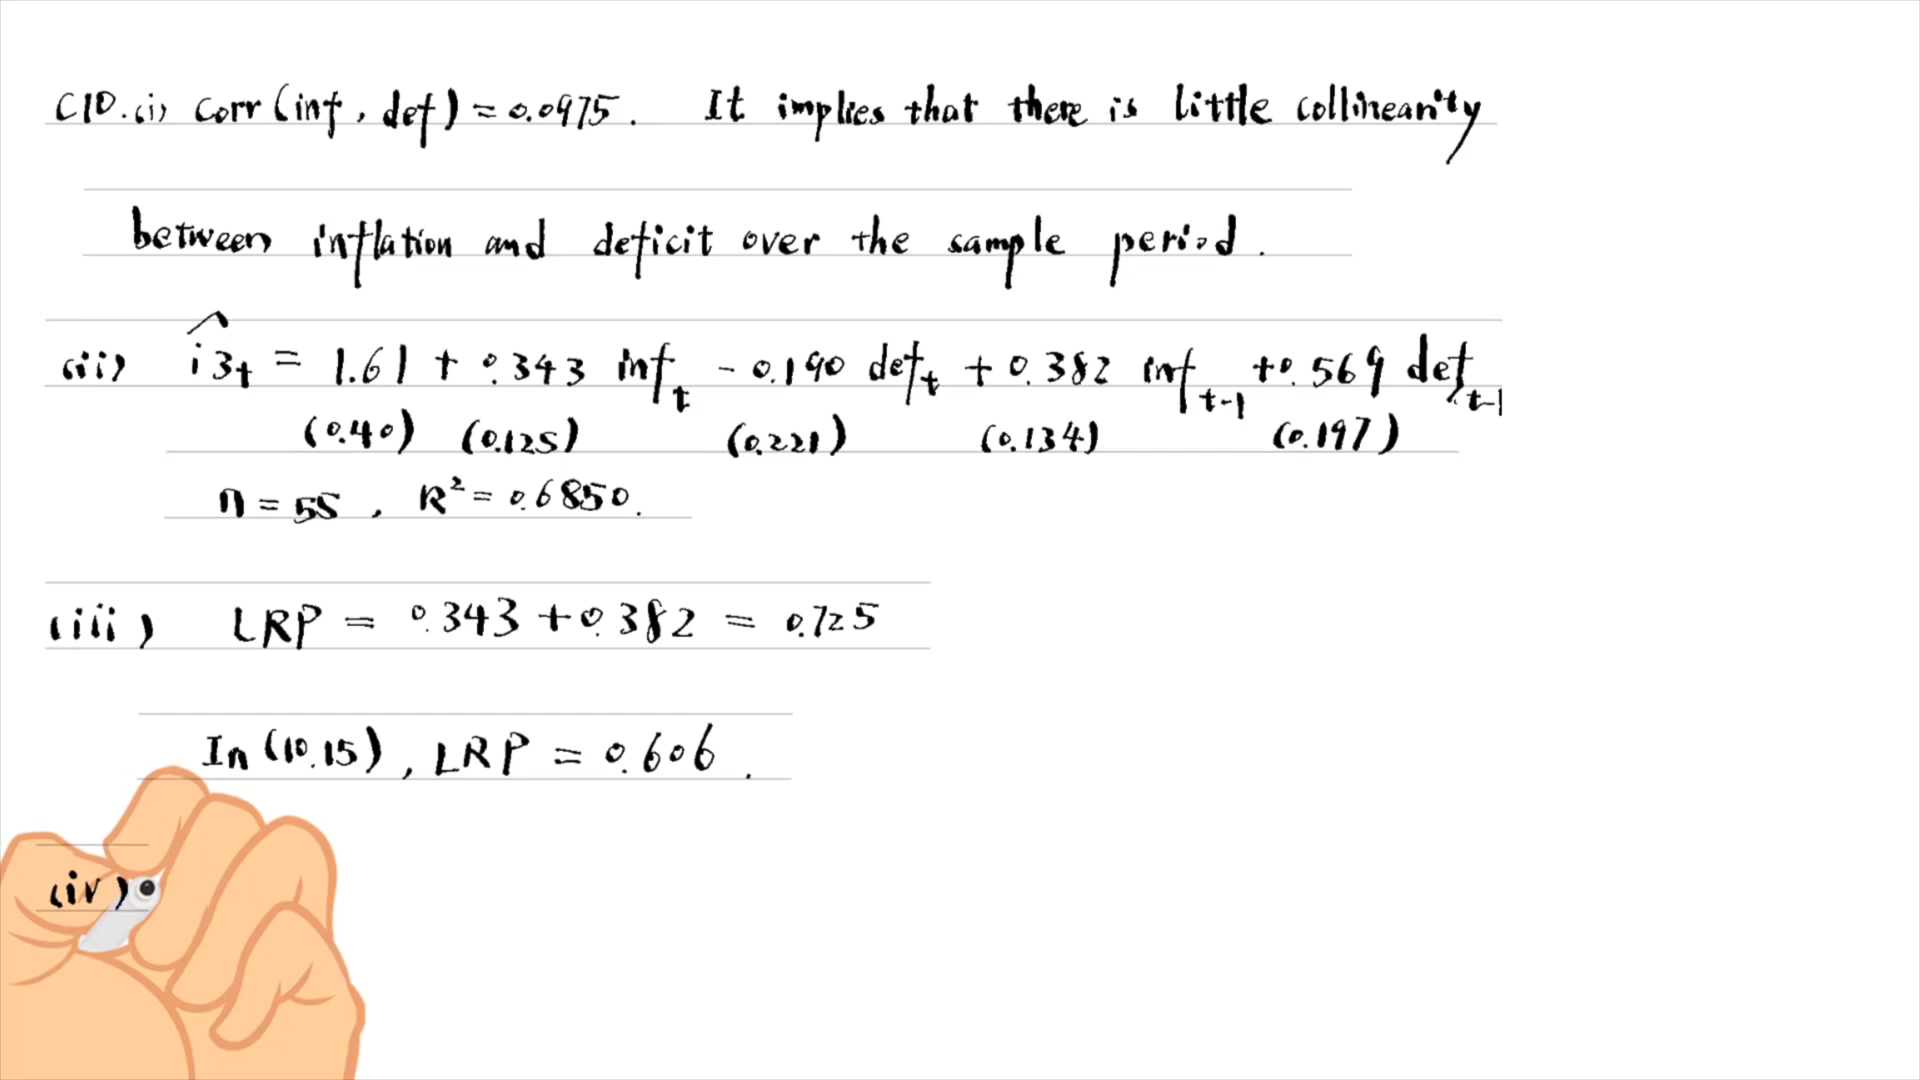 C10. (i) corr (inf, def) = 0.0975. It implies that there is little collinearity
between inflation and deficit over the sample period.
(ii) î3ₜ = 1.61 + 0.343 infₜ - 0.190 defₜ + 0.382 infₜ₋₁ + 0.569 defₜ₋₁
(0.40) (0.125) (0.221) (0.134) (0.197)
n = 55, R² = 0.6850.
(iii) LRP = 0.343 + 0.382 = 0.725
In (10.15), LRP = 0.606.
(iv)